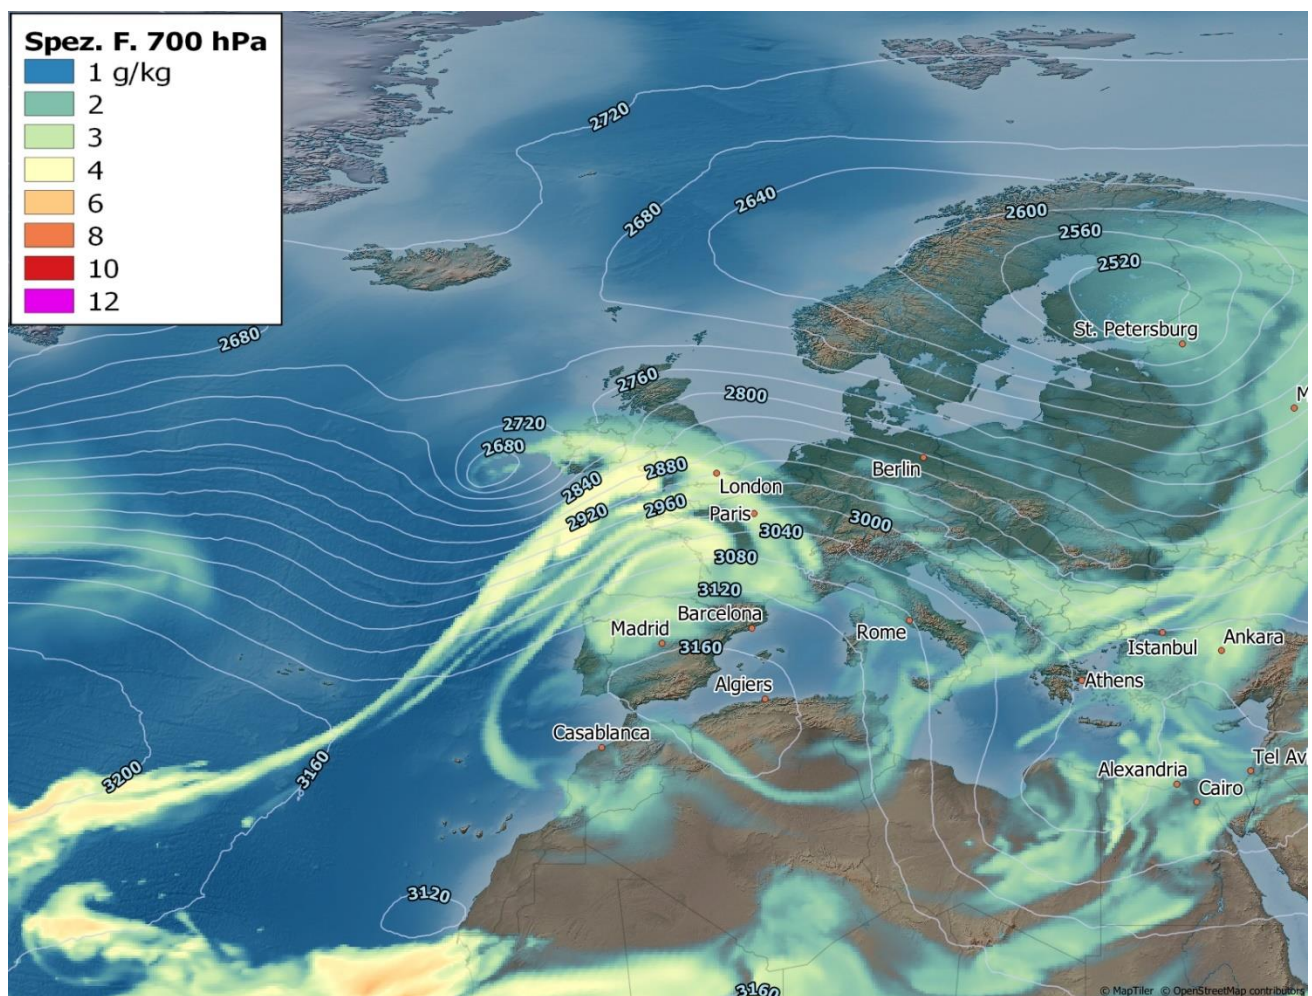 Spez. F. 700 hPa
1 g/kg
2
3
4
6
8
10
12
2720
2680
2640
2600
2560
2520
St. Petersburg
2680
2760
2800
M
2720
2680
2880
Berlin
2840
London
2920
2960
Paris
3000
3040
3080
3120
Barcelona
Madrid
Rome
Istanbul
Ankara
3160
Algiers
Athens
Casablanca
3200
3160
Alexandria
Tel Av
Cairo
3120
3160
© MapTiler © OpenStreetMap contributors